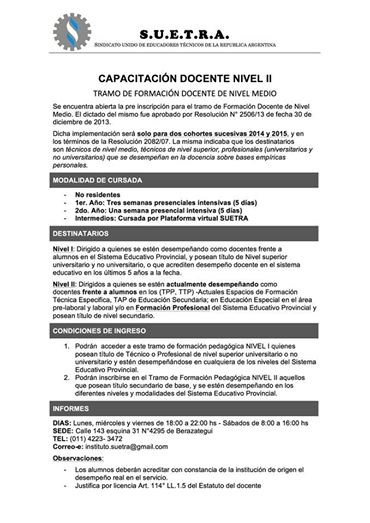 S.U.E.T.R.A.
SINDICATO UNIDO DE EDUCADORES TÉCNICOS DE LA REPUBLICA ARGENTINA
CAPACITACIÓN DOCENTE NIVEL II
TRAMO DE FORMACIÓN DOCENTE DE NIVEL MEDIO
Se encuentra abierta la pre inscripción para el tramo de Formación Docente de Nivel
Medio. El dictado del mismo fue aprobado por Resolución N° 2506/13 de fecha 30 de
diciembre de 2013.
Dicha implementación será solo para dos cohortes sucesivas 2014 y 2015, y en
los términos de la Resolución 2082/07. La misma indicaba que los destinatarios
son técnicos de nivel medio, técnicos de nivel superior, profesionales (universitarios y
no universitarios) que se desempeñan en la docencia sobre bases empíricas
personales.
MODALIDAD DE CURSADA
- No residentes
- 1er. Año: Tres semanas presenciales intensivas (5 días)
- 2do. Año: Una semana presencial intensiva (5 días)
- Intermedios: Cursada por Plataforma virtual SUETRA
DESTINATARIOS
Nivel I: Dirigido a quienes se estén desempeñando como docentes frente a
alumnos en el Sistema Educativo Provincial, y posean título de Nivel superior
universitario y no universitario, o que acrediten desempeño docente en el sistema
educativo en los últimos 5 años a la fecha.
Nivel II: Dirigidos a quienes se estén actualmente desempeñando como
docentes frente a alumnos en los (TPP, TTP) -Actuales Espacios de Formación
Técnica Específica, TAP de Educación Secundaria; en Educación Especial en el área
pre-laboral y laboral y/o en Formación Profesional del Sistema Educativo Provincial y
posean título de nivel secundario.
CONDICIONES DE INGRESO
1. Podrán acceder a este tramo de formación pedagógica NIVEL I quienes
posean título de Técnico o Profesional de nivel superior universitario o no
universitario y estén desempeñándose en cualquiera de los niveles del Sistema
Educativo Provincial.
2. Podrán inscribirse en el Tramo de Formación Pedagógica NIVEL II aquellos
que posean título secundario de base, y se estén desempeñando en los
diferentes niveles y modalidades del Sistema Educativo Provincial.
INFORMES
DIAS: Lunes, miércoles y viernes de 18:00 a 22:00 hs - Sábados de 8:00 a 16:00 hs
SEDE: Calle 143 esquina 31 N°4295 de Berazategui
TEL: (011) 4223- 3472
Correo-e: instituto.suetra@gmail.com
Observaciones:
- Los alumnos deberán acreditar con constancia de la institución de origen el
desempeño real en el servicio.
- Justifica por licencia Art. 114° LL.1.5 del Estatuto del docente